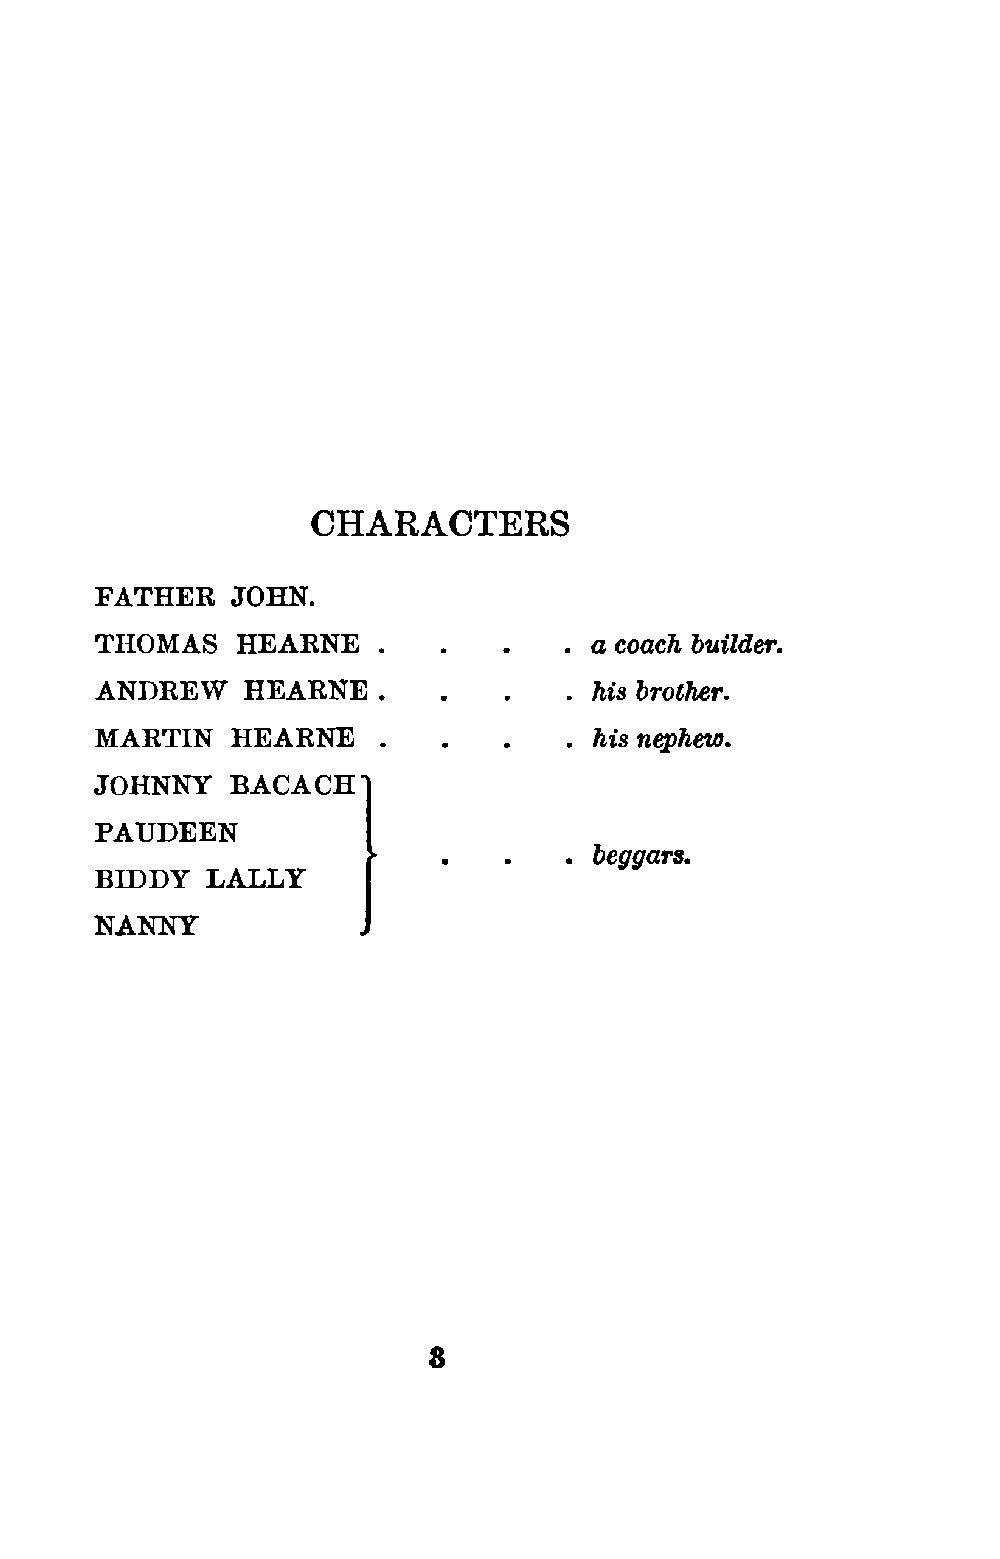 CHARACTERS
FATHER JOHN.
THOMAS HEARNE . . . . a coach builder.
ANDREW HEARNE . . . . his brother.
MARTIN HEARNE . . . . his nephew.
JOHNNY BACACH
PAUDEEN
BIDDY LALLY
NANNY
. . . beggars.
3